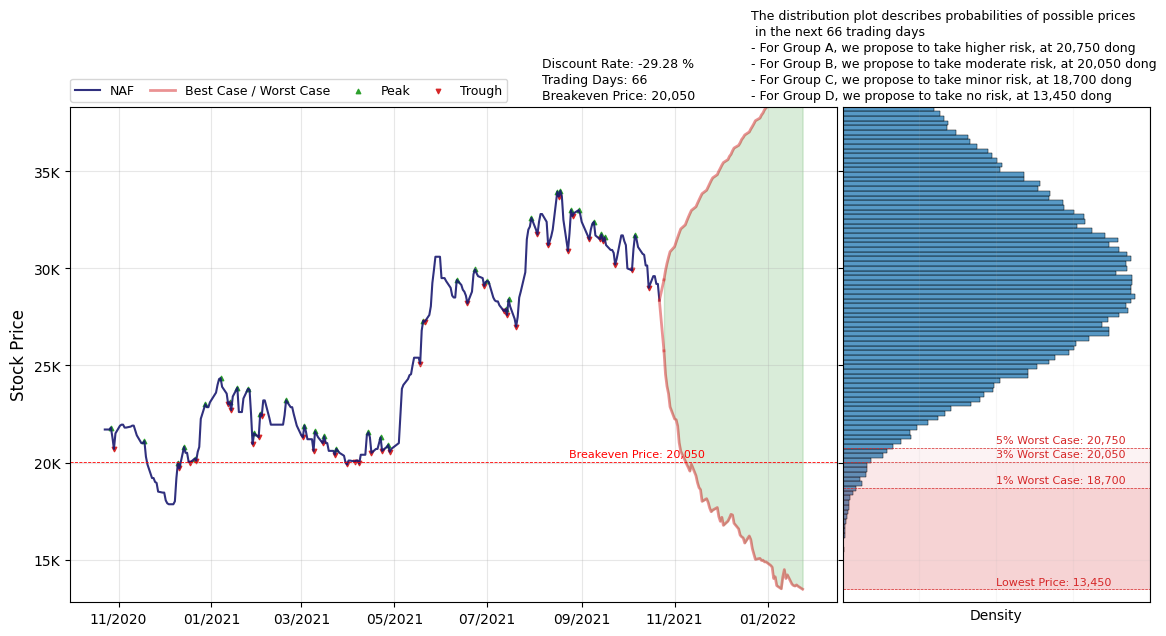 The distribution plot describes probabilities of possible prices
in the next 66 trading days
- For Group A, we propose to take higher risk, at 20,750 dong
- For Group B, we propose to take moderate risk, at 20,050 dong
- For Group C, we propose to take minor risk, at 18,700 dong
- For Group D, we propose to take no risk, at 13,450 dong
Discount Rate: -29.28 %
Trading Days: 66
Breakeven Price: 20,050
NAF
Best Case / Worst Case
Peak
Trough
Stock Price
35K
30K
25K
20K
15K
Breakeven Price: 20,050
5% Worst Case: 20,750
3% Worst Case: 20,050
1% Worst Case: 18,700
Lowest Price: 13,450
11/2020
01/2021
03/2021
05/2021
07/2021
09/2021
11/2021
01/2022
Density